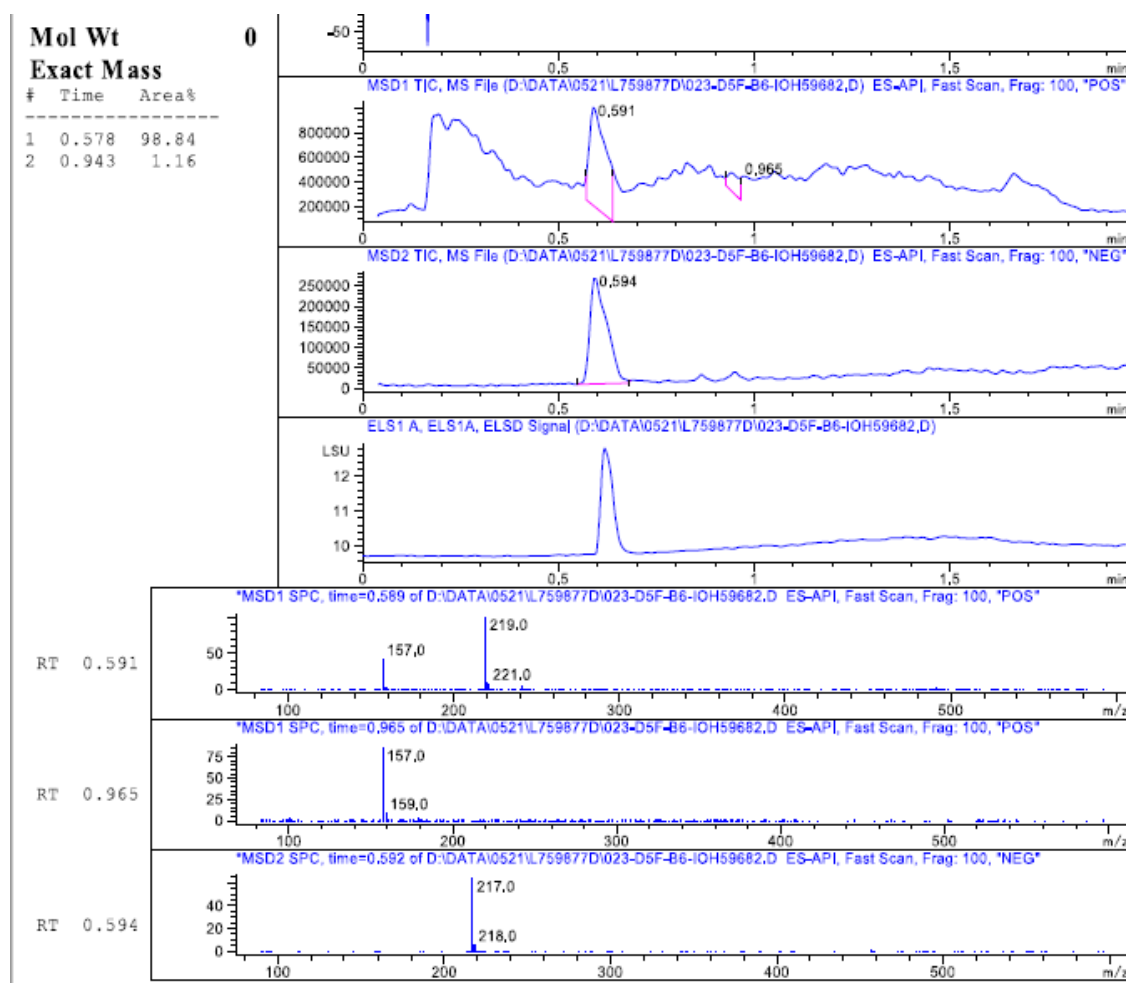 Mol Wt 0
Exact Mass
# Time Area%
-----------------
1 0.578 98.84
2 0.943 1.16
-50
0 0.5 1 1.5 min
MSD1 TIC, MS File (D:\DATA\0521\L759877D\023-D5F-B6-IOH59682.D) ES-API, Fast Scan, Frag: 100, "POS"
800000
600000
400000
200000
0.591
0.965
0 0.5 1 1.5 min
MSD2 TIC, MS File (D:\DATA\0521\L759877D\023-D5F-B6-IOH59682.D) ES-API, Fast Scan, Frag: 100, "NEG"
250000
200000
150000
100000
50000
0
0.594
0 0.5 1 1.5 min
ELS1 A, ELS1A, ELSD Signal (D:\DATA\0521\L759877D\023-D5F-B6-IOH59682.D)
LSU
12
11
10
0 0.5 1 1.5 min
*MSD1 SPC, time=0.589 of D:\DATA\0521\L759877D\023-D5F-B6-IOH59682.D ES-API, Fast Scan, Frag: 100, "POS"
RT 0.591
50
0
157.0
219.0
221.0
100 200 300 400 500 m/z
*MSD1 SPC, time=0.965 of D:\DATA\0521\L759877D\023-D5F-B6-IOH59682.D ES-API, Fast Scan, Frag: 100, "POS"
RT 0.965
75
50
25
0
157.0
159.0
100 200 300 400 500 m/z
*MSD2 SPC, time=0.592 of D:\DATA\0521\L759877D\023-D5F-B6-IOH59682.D ES-API, Fast Scan, Frag: 100, "NEG"
RT 0.594
40
20
0
217.0
218.0
100 200 300 400 500 m/z